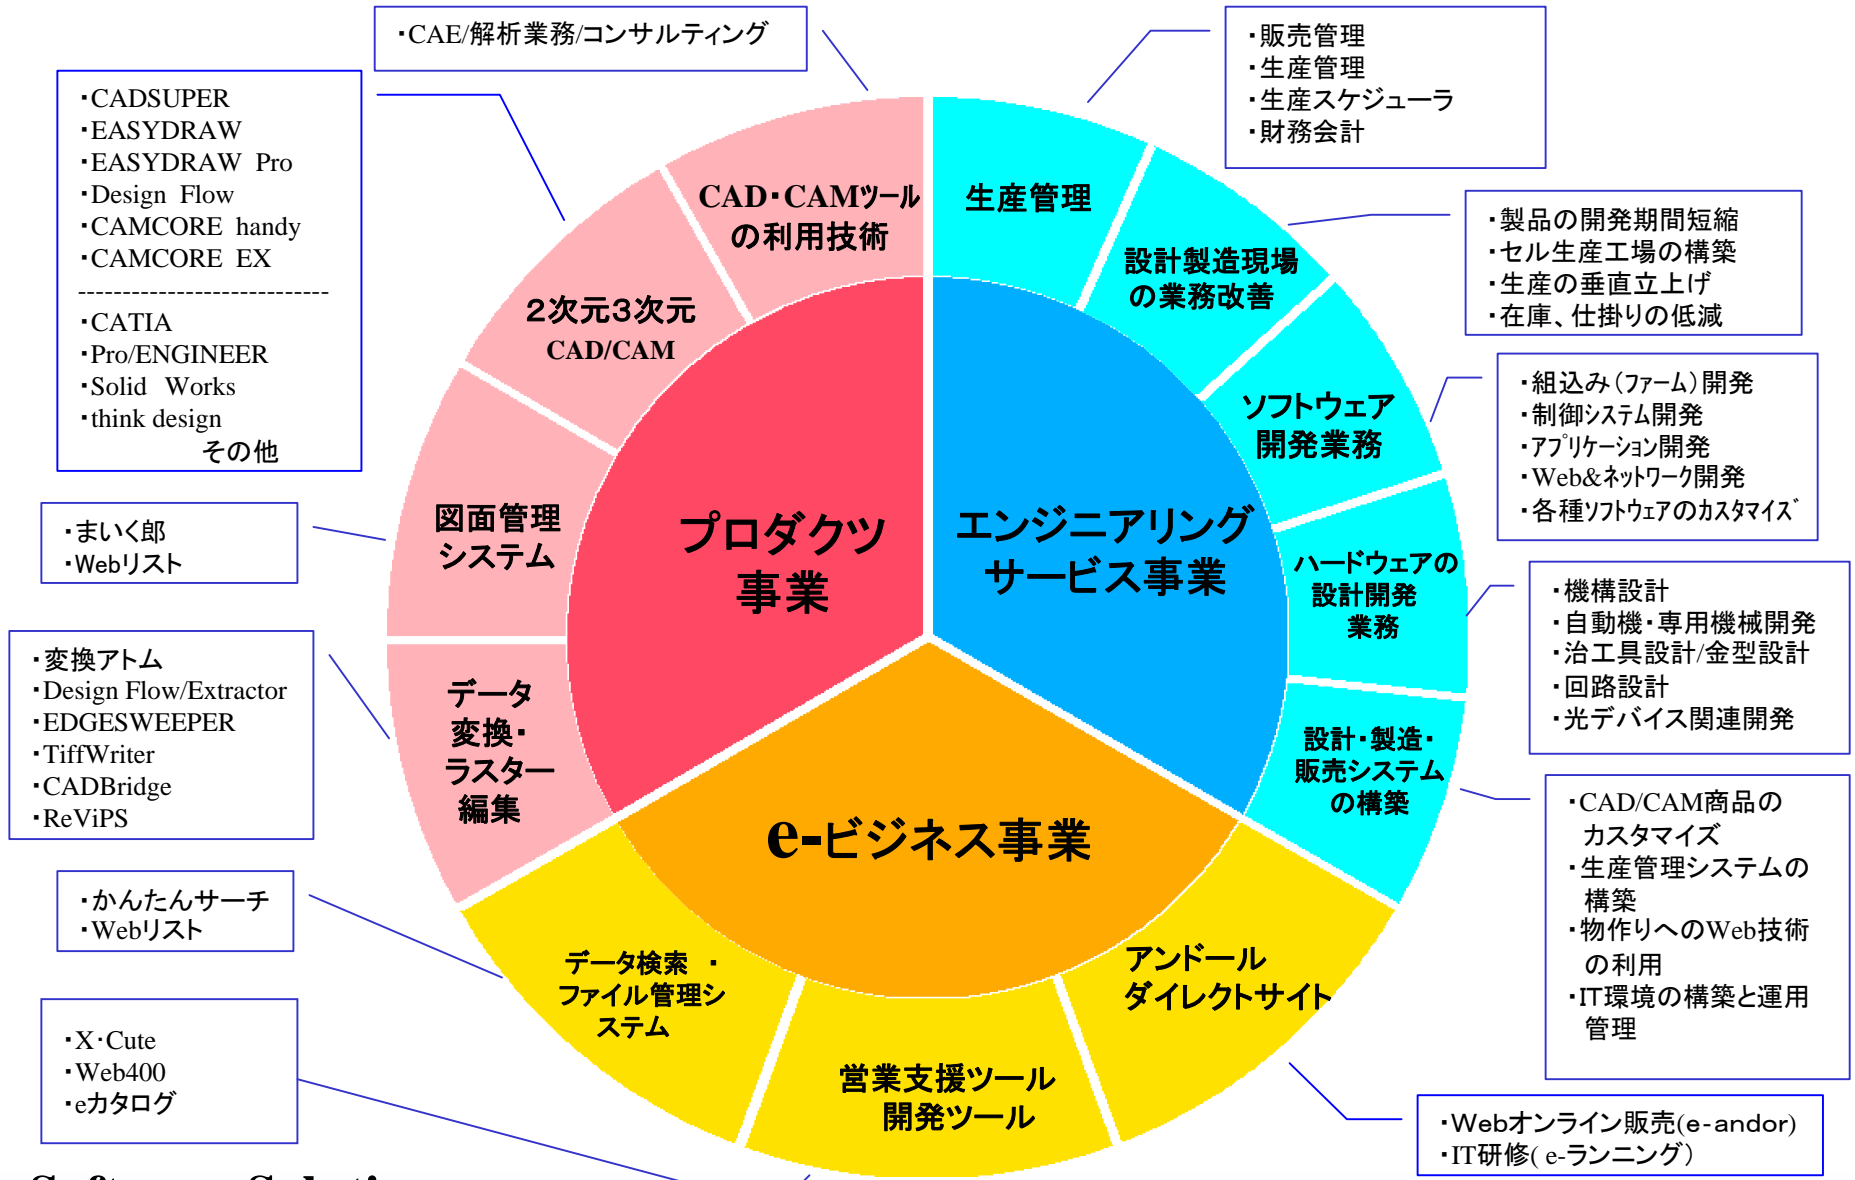 ・CAE/解析業務/コンサルティング
・販売管理
・生産管理
・生産スケジューラ
・財務会計
・CADSUPER
・EASYDRAW
・EASYDRAW Pro
・Design Flow
・CAMCORE handy
・CAMCORE EX
----------------------------
・CATIA
・Pro/ENGINEER
・Solid Works
・think design
その他
・製品の開発期間短縮
・セル生産工場の構築
・生産の垂直立上げ
・在庫、仕掛りの低減
・組込み（ファーム）開発
・制御システム開発
・アプリケーション開発
・Web&ネットワーク開発
・各種ソフトウェアのカスタマイズ
・まいく郎
・Webリスト
・機構設計
・自動機・専用機械開発
・治工具設計/金型設計
・回路設計
・光デバイス関連開発
・変換アトム
・Design Flow/Extractor
・EDGESWEEPER
・TiffWriter
・CADBridge
・ReViPS
・CAD/CAM商品の
カスタマイズ
・生産管理システムの
構築
・物作りへのWeb技術
の利用
・IT環境の構築と運用
管理
・かんたんサーチ
・Webリスト
・X・Cute
・Web400
・eカタログ
・Webオンライン販売(e-andor)
・IT研修( e-ランニング）
CAD・CAMツール
の利用技術
２次元３次元
CAD/CAM
図面管理
システム
データ
変換・
ラスター
編集
生産管理
設計製造現場
の業務改善
ソフトウェア
開発業務
ハードウェアの
設計開発
業務
設計・製造・
販売システム
の構築
プロダクツ
事業
エンジニアリング
サービス事業
e-ビジネス事業
データ検索 ・
ファイル管理シ
ステム
営業支援ツール
開発ツール
アンドール
ダイレクトサイト